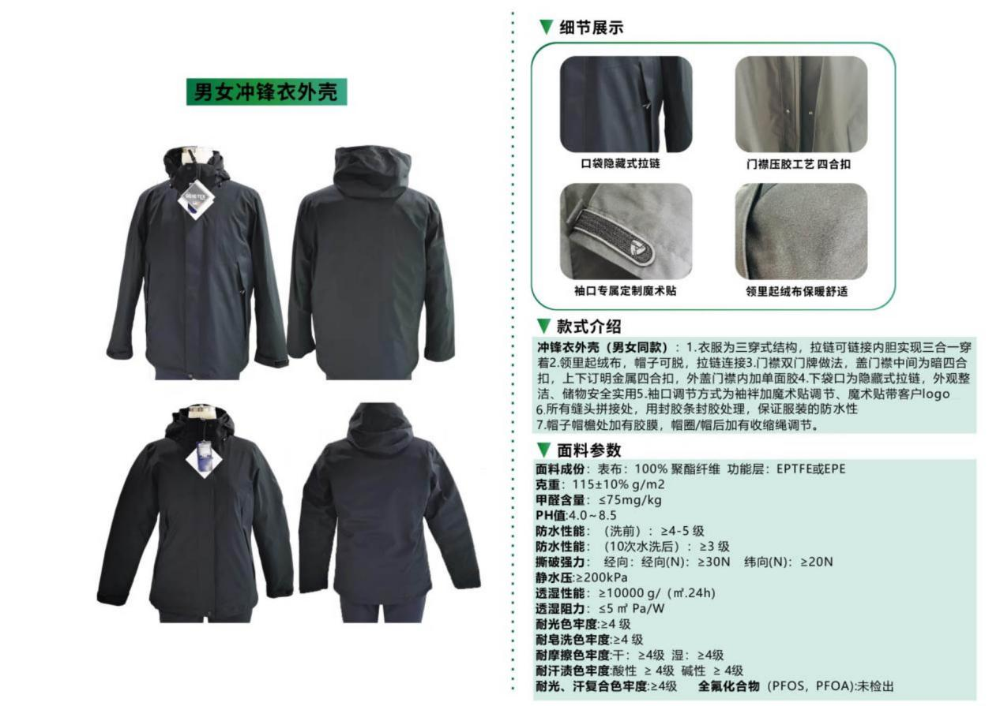 男女冲锋衣外壳
GORE-TEX
细节展示
口袋隐藏式拉链
门襟压胶工艺 四合扣
袖口专属定制魔术贴
领里起绒布保暖舒适
款式介绍
冲锋衣外壳（男女同款）：1.衣服为三穿式结构，拉链可链接内胆实现三合一穿
着2.领里起绒布，帽子可脱，拉链连接3.门襟双门牌做法，盖门襟中间为暗四合
扣，上下订明金属四合扣，外盖门襟内加单面胶4.下袋口为隐藏式拉链，外观整
洁、储物安全实用5.袖口调节方式为袖袢加魔术贴调节、魔术贴带客户logo
6.所有缝头拼接处，用封胶条封胶处理，保证服装的防水性
7.帽子帽檐处加有胶膜，帽圈/帽后加有收缩绳调节。
面料参数
面料成份：表布：100% 聚酯纤维 功能层：EPTFE或EPE
克重：115±10% g/m2
甲醛含量：≤75mg/kg
PH值:4.0~8.5
防水性能：（洗前）：≥4-5 级
防水性能：（10次水洗后）：≥3 级
撕破强力： 经向：经向(N)：≥30N 纬向(N)：≥20N
静水压:≥200kPa
透湿性能：≥10000 g/（㎡.24h)
透湿阻力：≤5 ㎡ Pa/W
耐光色牢度:≥4 级
耐皂洗色牢度:≥4 级
耐摩擦色牢度:干：≥4级 湿：≥4级
耐汗渍色牢度:酸性 ≥ 4级 碱性 ≥ 4级
耐光、汗复合色牢度:≥4级 全氟化合物 (PFOS，PFOA):未检出